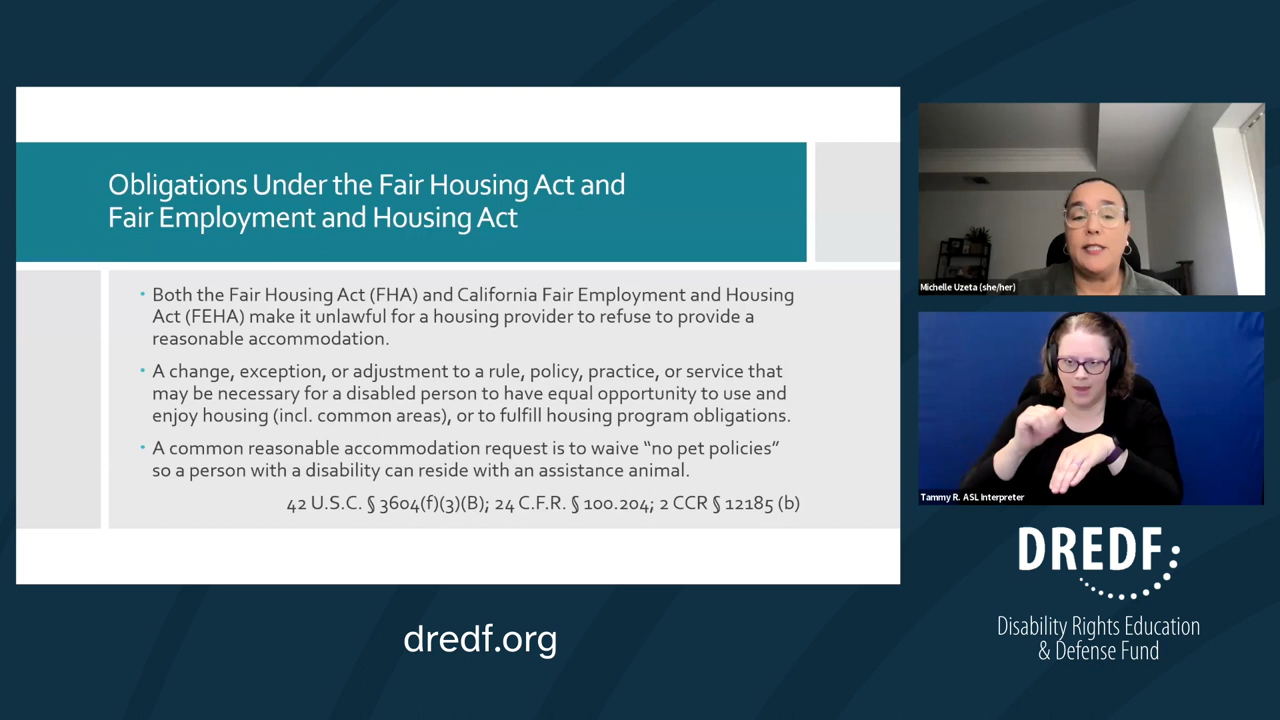 Obligations Under the Fair Housing Act and
Fair Employment and Housing Act
• Both the Fair Housing Act (FHA) and California Fair Employment and Housing
Act (FEHA) make it unlawful for a housing provider to refuse to provide a
reasonable accommodation.
• A change, exception, or adjustment to a rule, policy, practice, or service that
may be necessary for a disabled person to have equal opportunity to use and
enjoy housing (incl. common areas), or to fulfill housing program obligations.
• A common reasonable accommodation request is to waive “no pet policies”
so a person with a disability can reside with an assistance animal.
42 U.S.C. § 3604(f)(3)(B); 24 C.F.R. § 100.204; 2 CCR § 12185 (b)
Michelle Uzeta (she/her)
Tammy R. ASL Interpreter
DREDF
Disability Rights Education
& Defense Fund
dredf.org